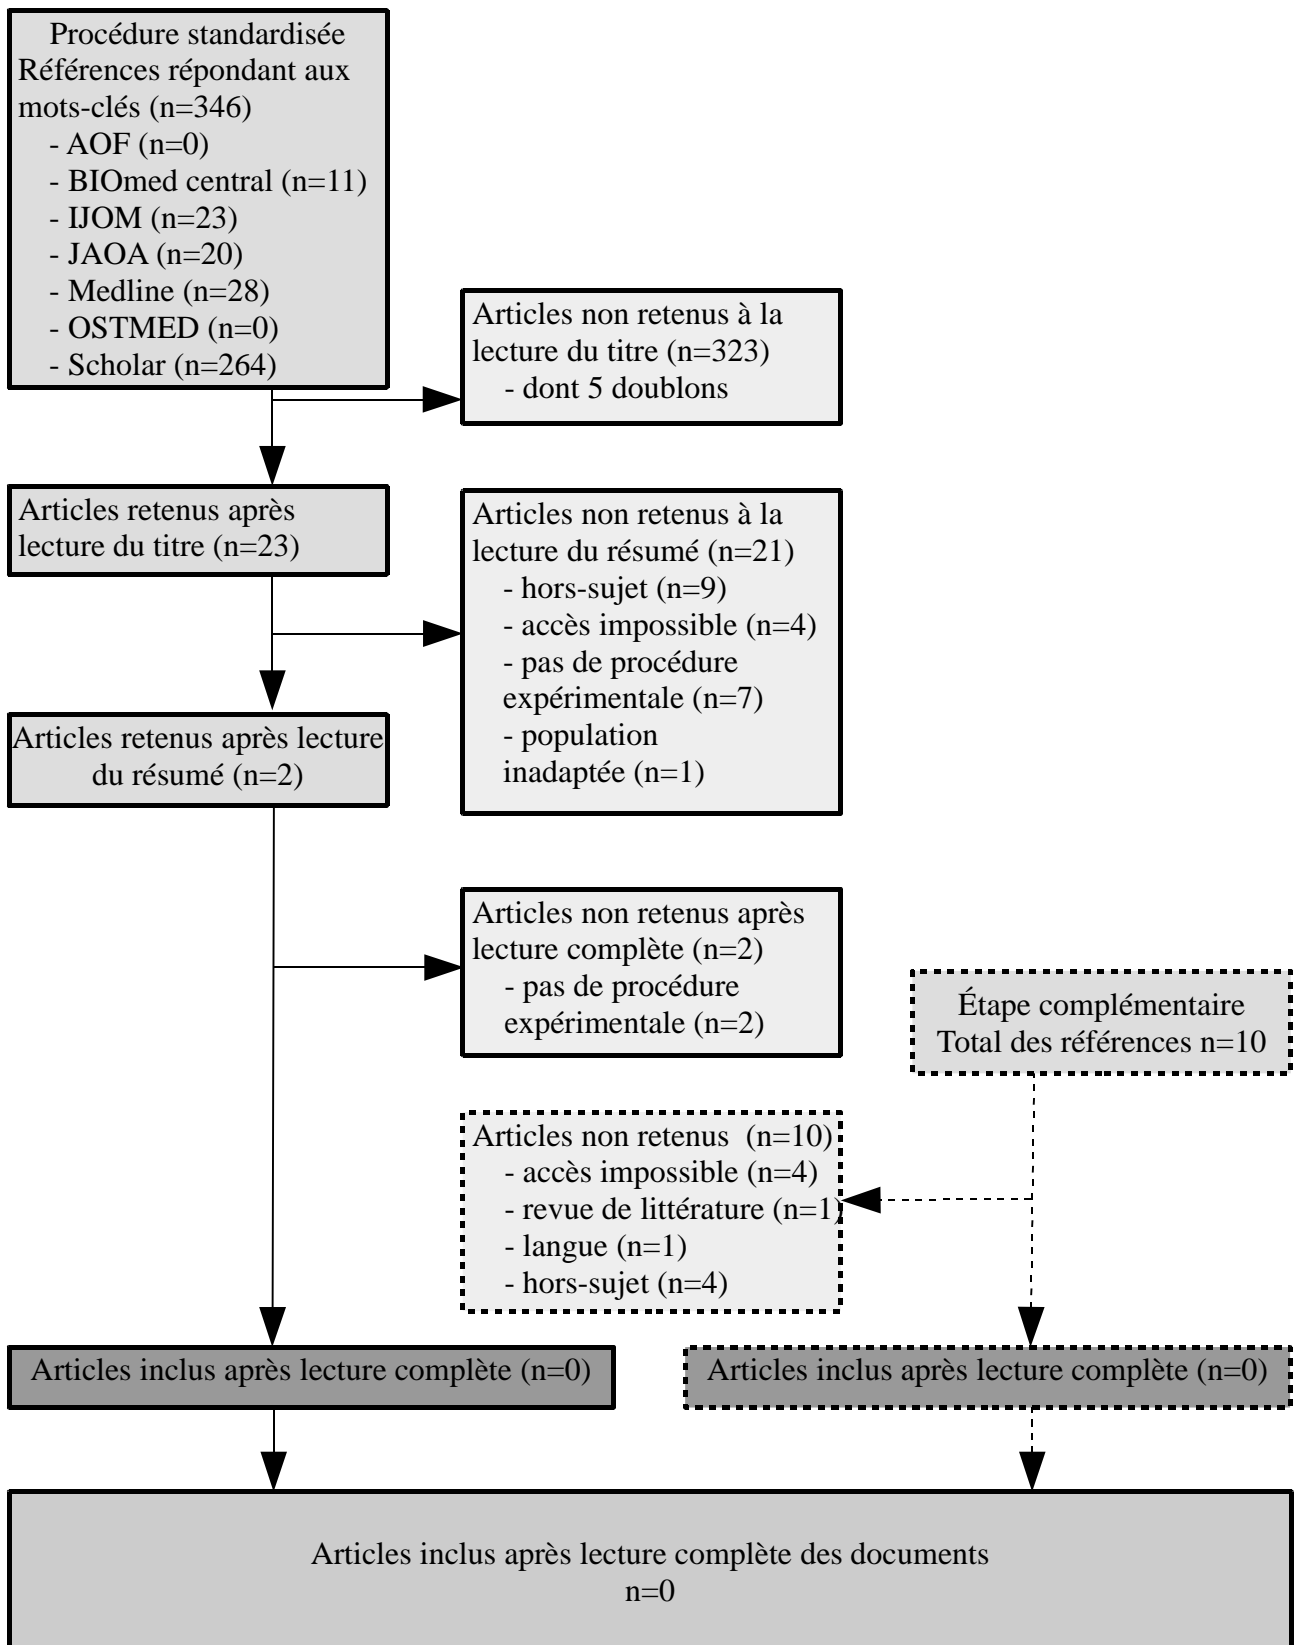 Procédure standardisée
Références répondant aux
mots-clés (n=346)
- AOF (n=0)
- BIOmed central (n=11)
- IJOM (n=23)
- JAOA (n=20)
- Medline (n=28)
- OSTMED (n=0)
- Scholar (n=264)
Articles non retenus à la
lecture du titre (n=323)
- dont 5 doublons
Articles retenus après
lecture du titre (n=23)
Articles non retenus à la
lecture du résumé (n=21)
- hors-sujet (n=9)
- accès impossible (n=4)
- pas de procédure
expérimentale (n=7)
- population
inadaptée (n=1)
Articles retenus après lecture
du résumé (n=2)
Articles non retenus après
lecture complète (n=2)
- pas de procédure
expérimentale (n=2)
Étape complémentaire
Total des références n=10
Articles non retenus  (n=10)
- accès impossible (n=4)
- revue de littérature (n=1)
- langue (n=1)
- hors-sujet (n=4)
Articles inclus après lecture complète (n=0)
Articles inclus après lecture complète (n=0)
Articles inclus après lecture complète des documents
n=0